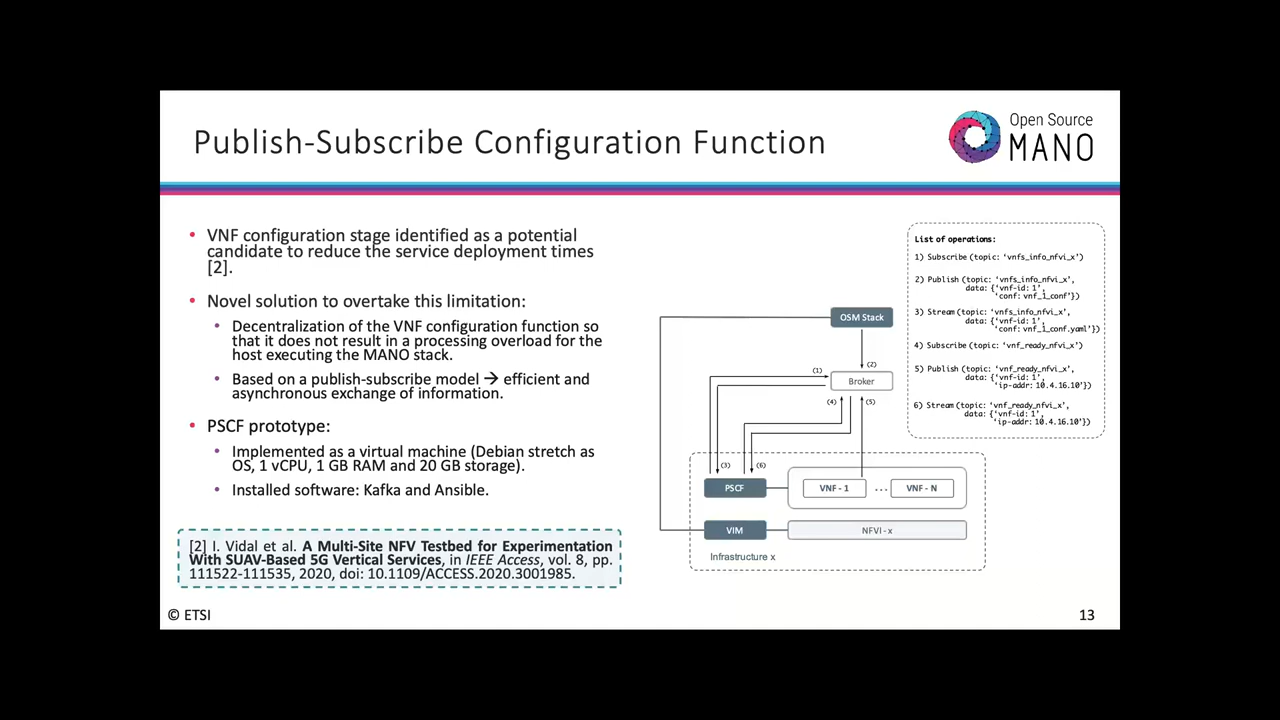 Publish-Subscribe Configuration Function
Open Source
MANO
• VNF configuration stage identified as a potential
candidate to reduce the service deployment times
[2].
• Novel solution to overtake this limitation:
• Decentralization of the VNF configuration function so
that it does not result in a processing overload for the
host executing the MANO stack.
• Based on a publish-subscribe model → efficient and
asynchronous exchange of information.
• PSCF prototype:
• Implemented as a virtual machine (Debian stretch as
OS, 1 vCPU, 1 GB RAM and 20 GB storage).
• Installed software: Kafka and Ansible.
[2] I. Vidal et al. A Multi-Site NFV Testbed for Experimentation
With SUAV-Based 5G Vertical Services, in IEEE Access, vol. 8, pp.
111522-111535, 2020, doi: 10.1109/ACCESS.2020.3001985.
List of operations:
1) Subscribe (topic: ‘vnfs_info_nfvi_x’)
2) Publish (topic: ‘vnfs_info_nfvi_x’,
data: {‘vnf-id: 1’,
‘conf: vnf_1_conf’})
3) Stream (topic: ‘vnfs_info_nvi_x’,
data: {‘vnf-id: 1’,
‘conf: vnf_1_conf.yaml’})
4) Subscribe (topic: ‘vnf_ready_nfvi_x’)
5) Publish (topic: ‘vnf_ready_nfvi_x’,
data: {‘vnf-id: 1’,
‘ip-addr: 10.4.16.10’})
6) Stream (topic: ‘vnf_ready_nfvi_x’,
data: {‘vnf-id: 1’,
‘ip-addr: 10.4.16.10’})
OSM Stack
(2)
(1)
Broker
(4)
(5)
(3)
(6)
PSCF
VNF - 1
...
VNF - N
VIM
NFVI - x
Infrastructure x
© ETSI
13